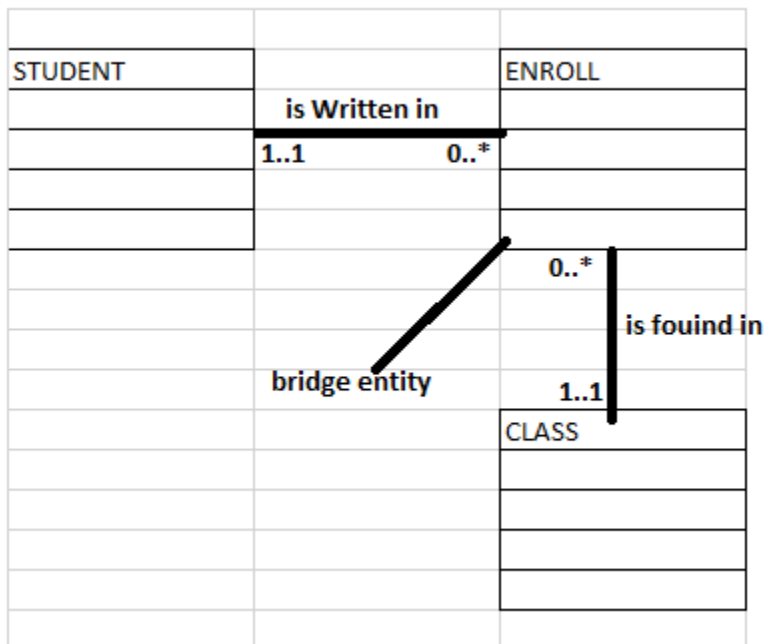 STUDENT
ENROLL
is Written in
1..1
0..*
0..*
is fouind in
bridge entity
1..1
CLASS